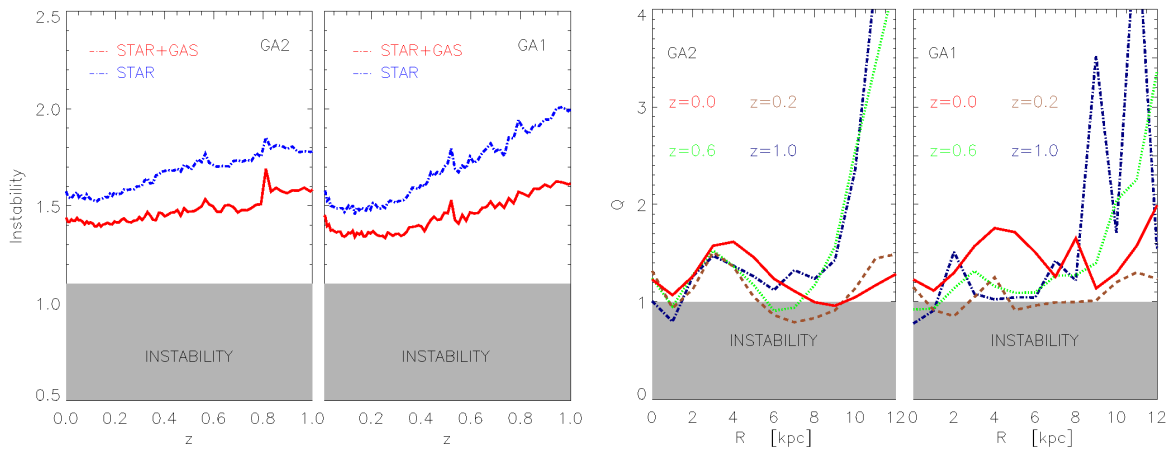 2.5
2.0
1.5
1.0
0.5
Instability
GA2
STAR+GAS
STAR
INSTABILITY
0.0 0.2 0.4 0.6 0.8 1.0
z
GA1
STAR+GAS
STAR
INSTABILITY
0.0 0.2 0.4 0.6 0.8 1.0
z
4
3
2
1
0
Q
GA2
z=0.0 z=0.2
z=0.6 z=1.0
INSTABILITY
0 2 4 6 8 10 12
R [kpc]
GA1
z=0.0 z=0.2
z=0.6 z=1.0
INSTABILITY
0 2 4 6 8 10 12
R [kpc]